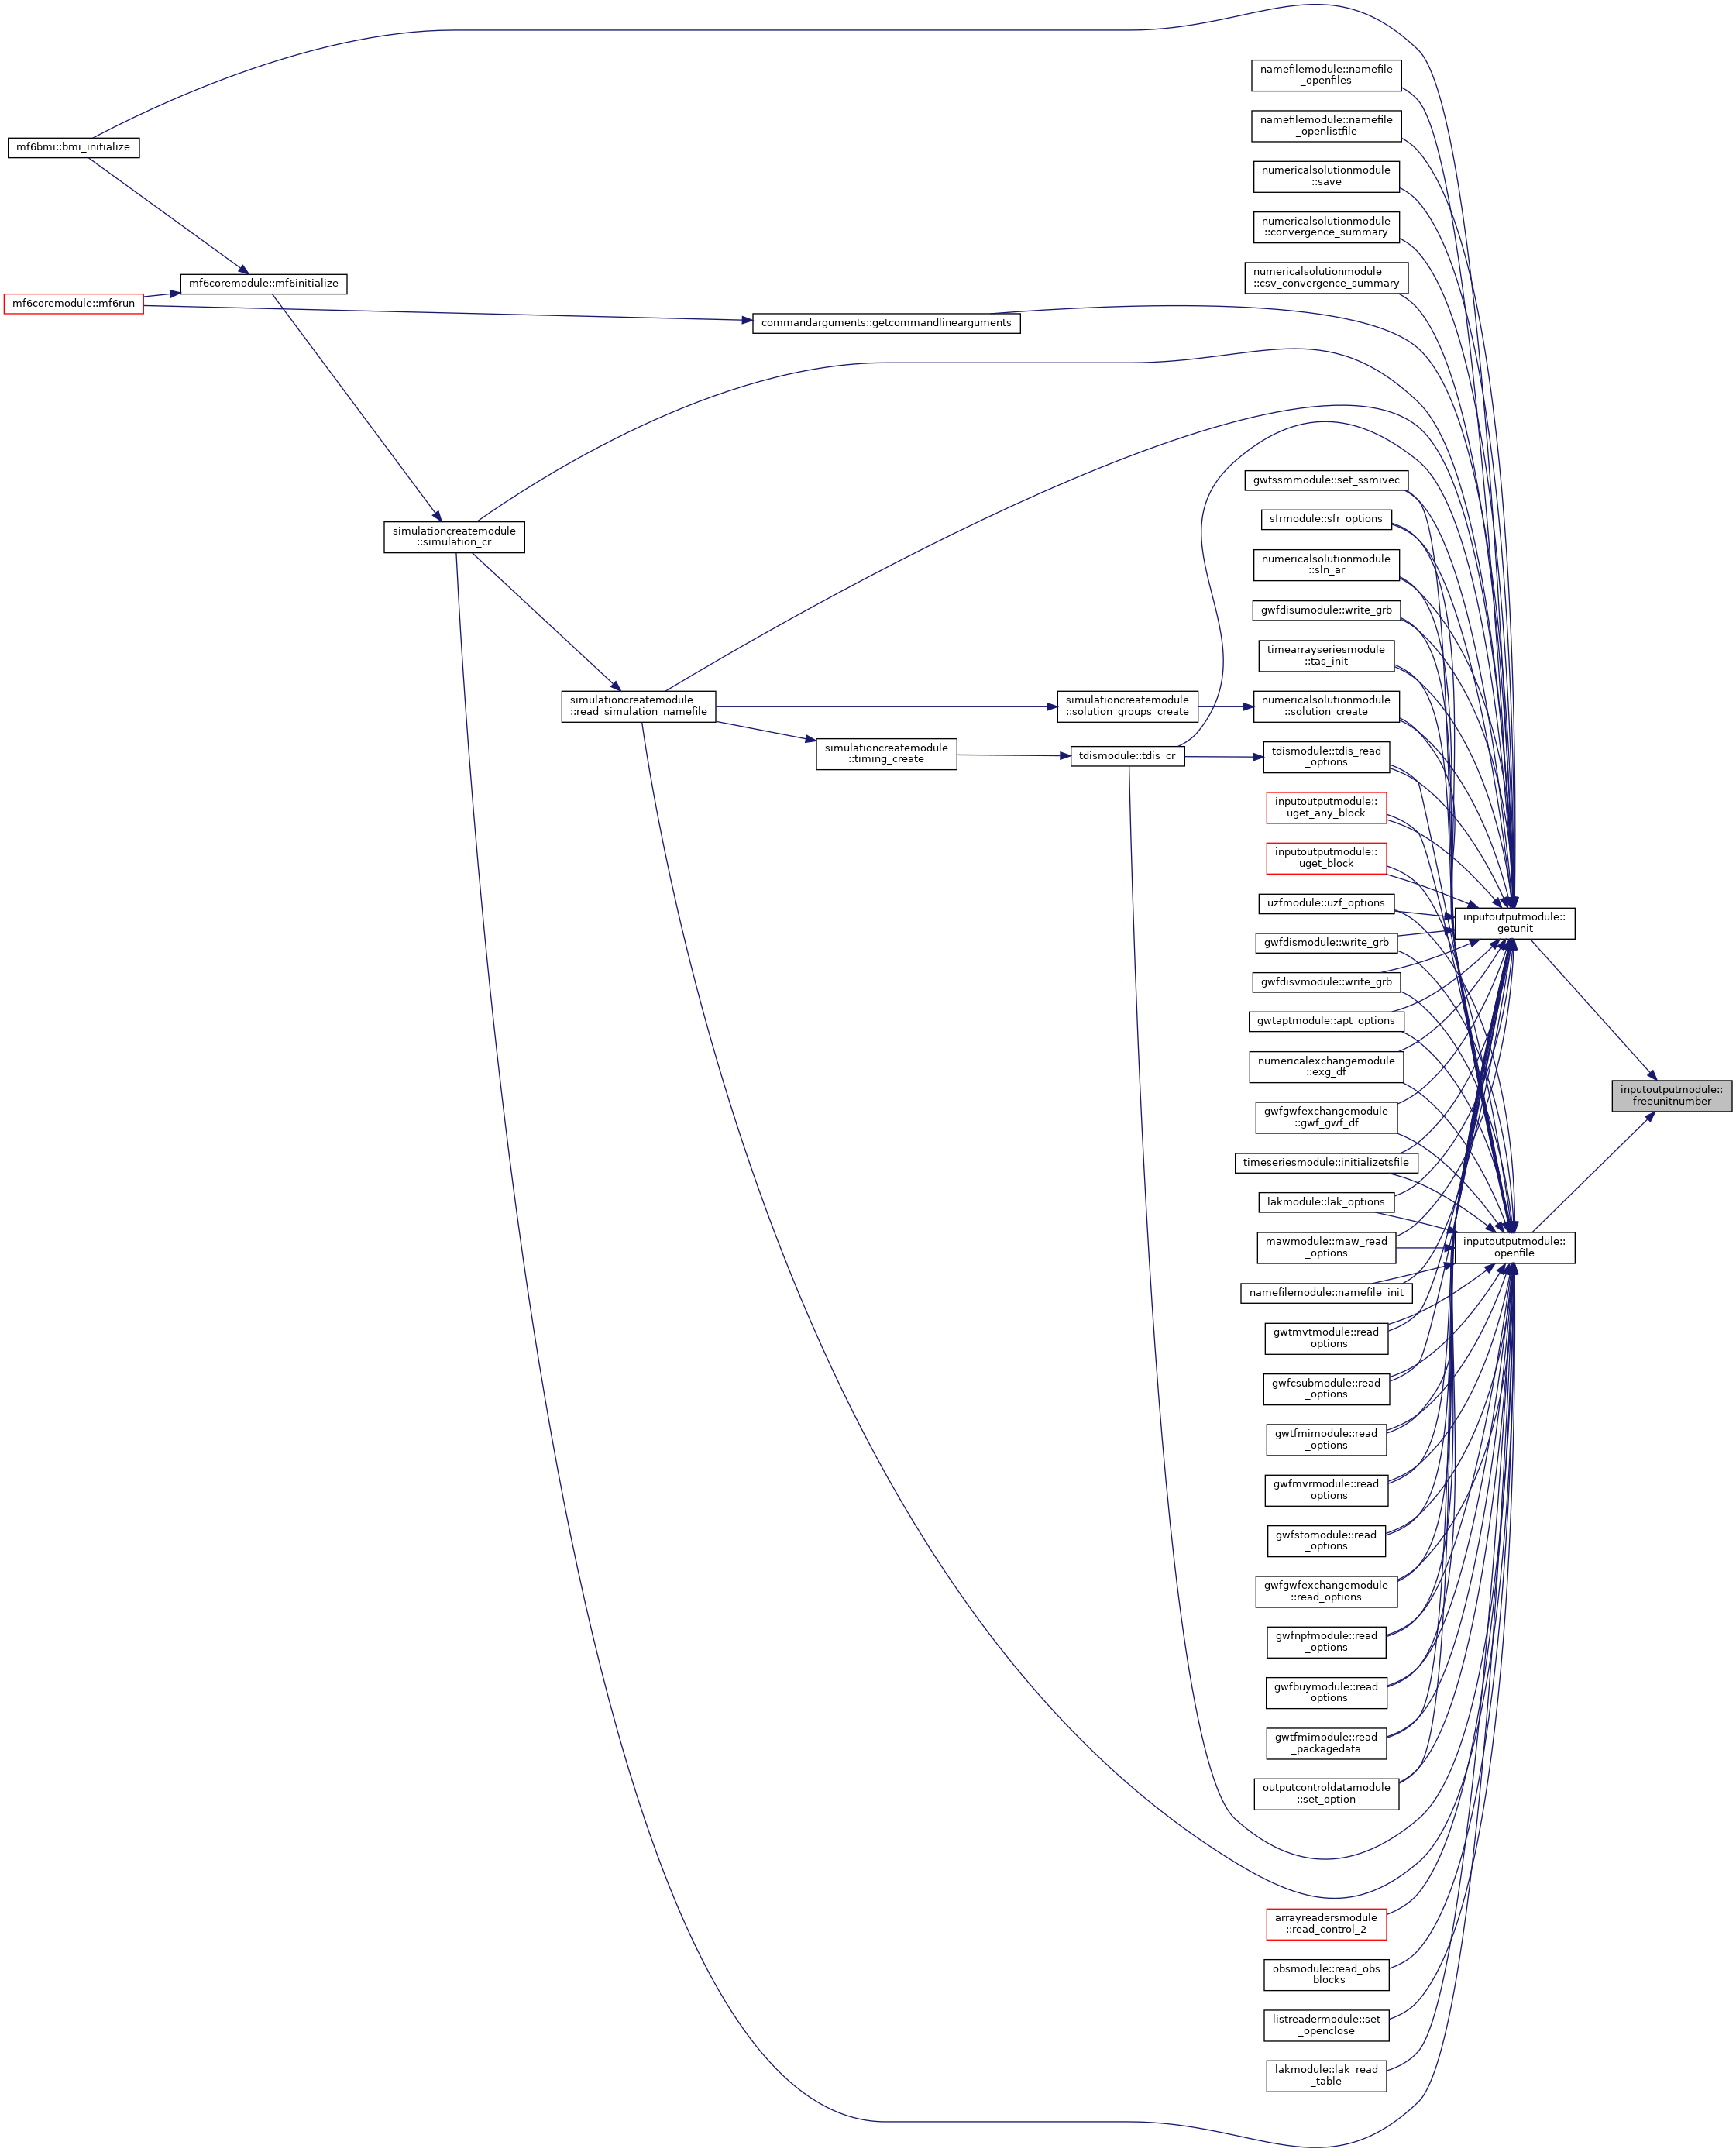 namefilemodule::namefile
_openfiles
namefilemodule::namefile
_openlistfile
mf6bmi::bmi_initialize
numericalsolutionmodule
::save
numericalsolutionmodule
::convergence_summary
numericalsolutionmodule
::csv_convergence_summary
mf6coremodule::mf6initialize
mf6coremodule::mf6run
commandarguments::getcommandlinearguments
gwtssmmodule::set_ssmivec
sfrmodule::sfr_options
simulationcreatemodule
::simulation_cr
numericalsolutionmodule
::sln_ar
gwfdisumodule::write_grb
timearrayseriesmodule
::tas_init
simulationcreatemodule
::read_simulation_namefile
simulationcreatemodule
::solution_groups_create
numericalsolutionmodule
::solution_create
simulationcreatemodule
::timing_create
tdismodule::tdis_cr
tdismodule::tdis_read
_options
inputoutputmodule::
uget_any_block
inputoutputmodule::
uget_block
uzfmodule::uzf_options
inputoutputmodule::
getunit
gwfdismodule::write_grb
gwfdisvmodule::write_grb
gwtaptmodule::apt_options
numericalexchangemodule
::exg_df
inputoutputmodule::
freeunitnumber
gwfgwfexchangemodule
::gwf_gwf_df
timeseriesmodule::initializetsfile
lakmodule::lak_options
mawmodule::maw_read
_options
inputoutputmodule::
openfile
namefilemodule::namefile_init
gwtmvtmodule::read
_options
gwfcsubmodule::read
_options
gwtfmimodule::read
_options
gwfmvrmodule::read
_options
gwfstomodule::read
_options
gwfgwfexchangemodule
::read_options
gwfnpfmodule::read
_options
gwfbuymodule::read
_options
gwtfmimodule::read
_packagedata
outputcontroldatamodule
::set_option
arrayreadersmodule
::read_control_2
obsmodule::read_obs
_blocks
listreadermodule::set
_openclose
lakmodule::lak_read
_table